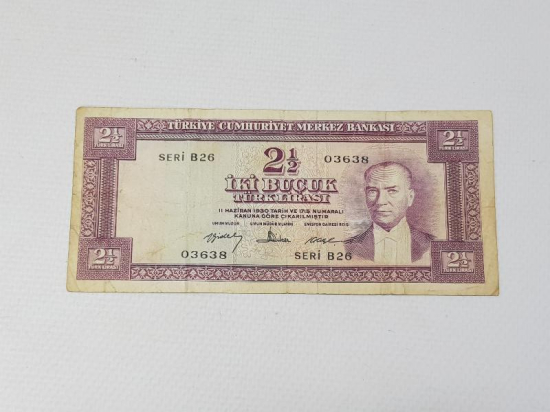 TÜRKİYE CUMHURİYET MERKEZ BANKASI
2½ 2½
SERİ B26 2½ 03638
İKİ BUÇUK
TÜRK LİRASI
11 HAZİRAN 1930 TARİH VE 1715 NUMARALI
KANUNA GÖRE ÇIKARILMIŞTIR
03638 SERİ B26
2½ 2½